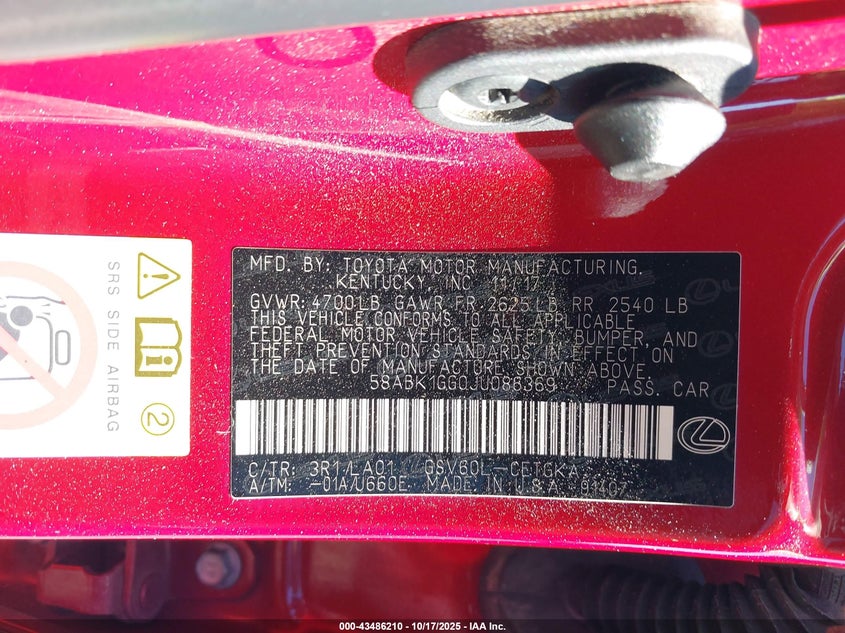 SRS SIDE AIRBAG
2
MFD. BY: TOYOTA MOTOR MANUFACTURING,
KENTUCKY, INC 11/17
GVWR: 4700LB, GAWR FR 2625LB, RR 2540 LB
THIS VEHICLE CONFORMS TO ALL APPLICABLE
FEDERAL MOTOR VEHICLE SAFETY, BUMPER, AND
THEFT PREVENTION STANDARDS IN EFFECT ON
THE DATE OF MANUFACTURE SHOWN ABOVE.
58ABK1GG0JU086369 PASS. CAR
C/TR: 3R1/LA01 GSV60L-CETGKA
A/TM: -01A/U660E MADE IN U.S.A. 91407
000-43486210 - 10/17/2025 - IAA Inc.